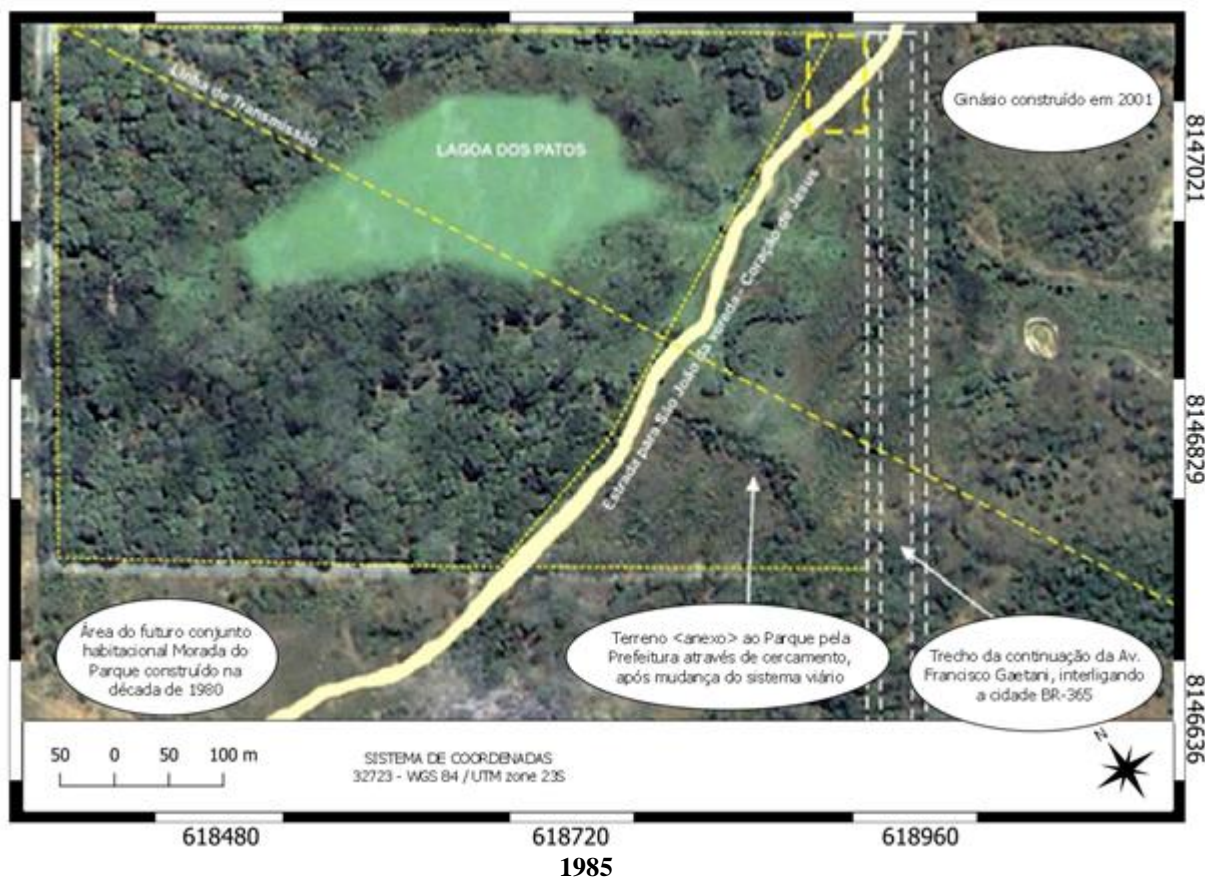 Linha de Transmissão
LAGOA DOS PATOS
Ginásio construído em 2001
Estrada para São João da Vereda - Coração de Jesus
Área do futuro conjunto
habitacional Morada do
Parque construído na
década de 1980
Terreno <anexo> ao Parque pela
Prefeitura através de cercamento,
após mudança do sistema viário
Trecho da continuação da Av.
Francisco Gaetani, interligando
a cidade BR-365
8147021
8146829
8146636
50 0 50 100 m
SISTEMA DE COORDENADAS
32723 - WGS 84 / UTM zone 23S
N
618480 618720 618960
1985